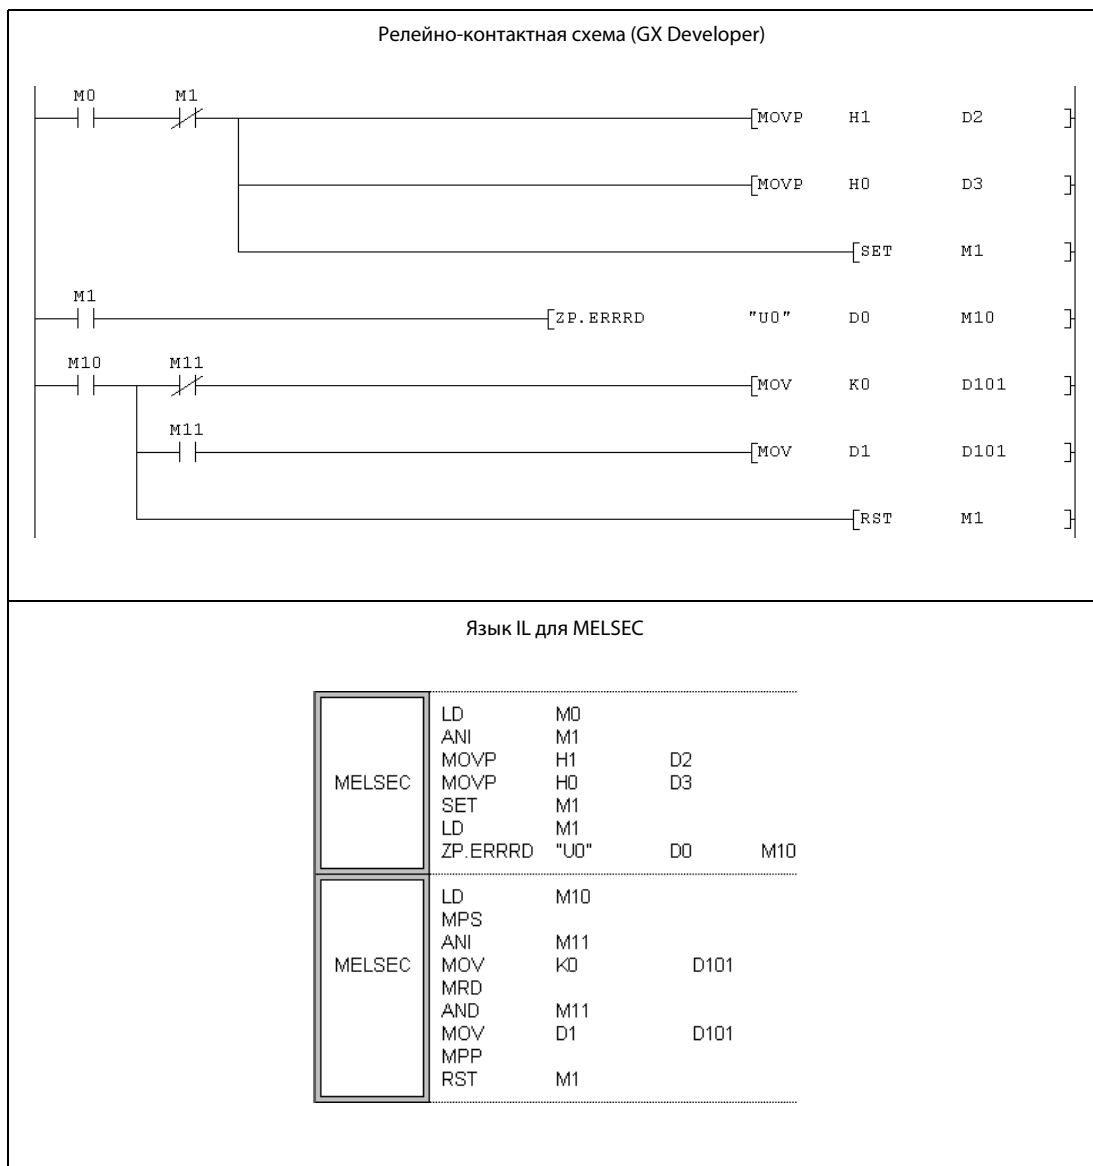 Релейно-контактная схема (GX Developer)
M0 M1
MOVP H1 D2
MOVP H0 D3
SET M1
M1
ZP.ERRRD "U0" D0 M10
M10 M11
MOV K0 D101
M11
MOV D1 D101
RST M1
Язык IL для MELSEC
MELSEC
LD M0
ANI M1
MOVP H1 D2
MOVP H0 D3
SET M1
LD M1
ZP.ERRRD "U0" D0 M10
MELSEC
LD M10
MPS
ANI M11
MOV K0 D101
MRD
AND M11
MOV D1 D101
MPP
RST M1